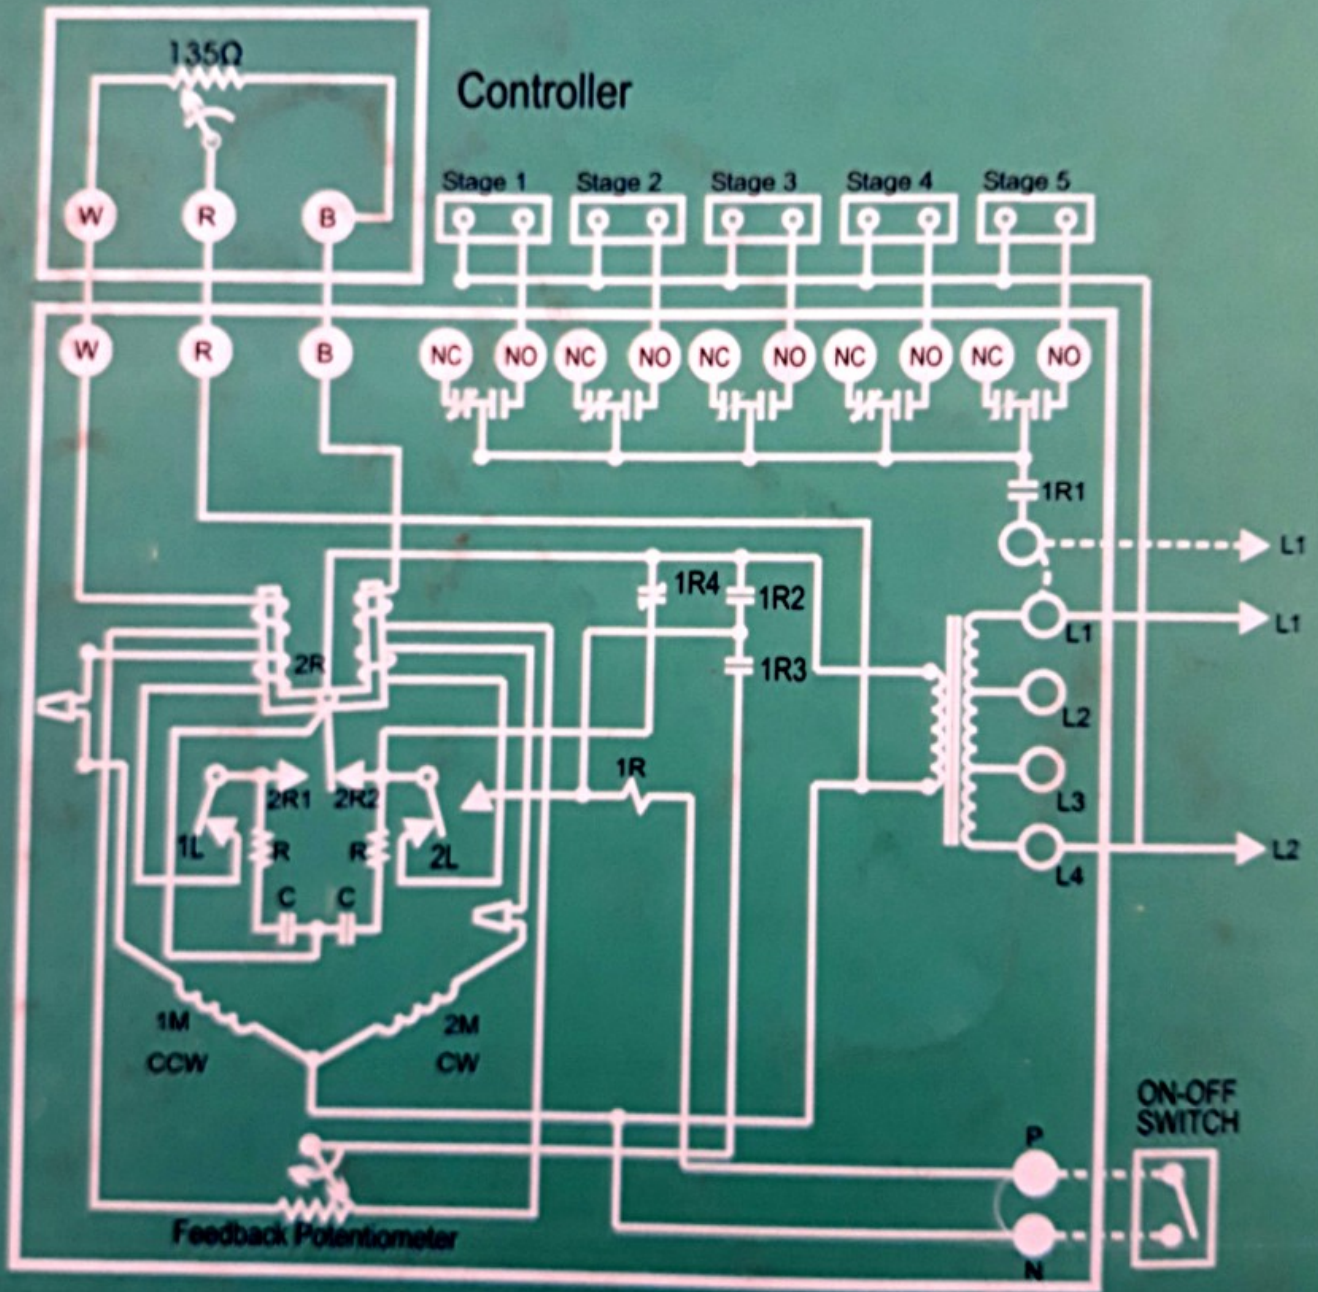 135Ω
Controller
W R B
Stage 1 Stage 2 Stage 3 Stage 4 Stage 5
W R B NC NO NC NO NC NO NC NO NC NO
1R1
L1
1R4 1R2
L1 L1
2R 1R3
L2
1R
2R1 2R2 L3
1L R R 2L L2
L4
C C
1M 2M
CCW CW
ON-OFF
SWITCH
P
Feedback Potentiometer
N